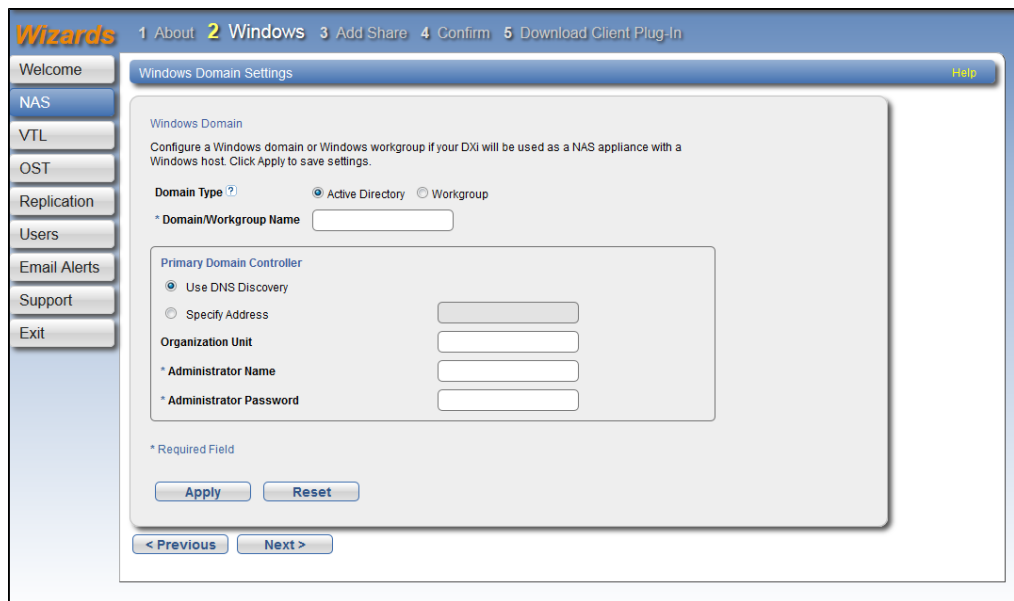 Wizards
1 About 2 Windows 3 Add Share 4 Confirm 5 Download Client Plug-In
Welcome
NAS
VTL
OST
Replication
Users
Email Alerts
Support
Exit
Windows Domain Settings
Help
Windows Domain
Configure a Windows domain or Windows workgroup if your DXi will be used as a NAS appliance with a
Windows host. Click Apply to save settings.
Domain Type ? Active Directory Workgroup
* Domain/Workgroup Name
Primary Domain Controller
Use DNS Discovery
Specify Address
Organization Unit
* Administrator Name
* Administrator Password
* Required Field
Apply Reset
< Previous Next >